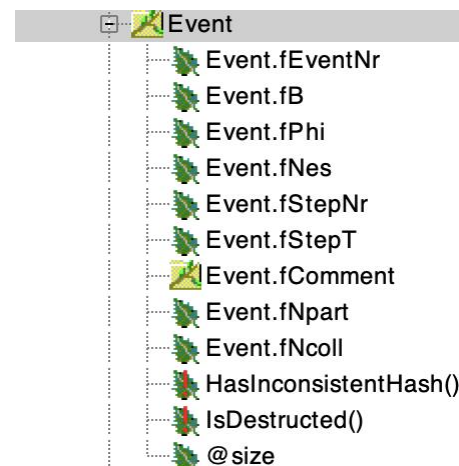 Event
Event.fEventNr
Event.fB
Event.fPhi
Event.fNes
Event.fStepNr
Event.fStepT
Event.fComment
Event.fNpart
Event.fNcoll
HasInconsistentHash()
IsDestructed()
@size